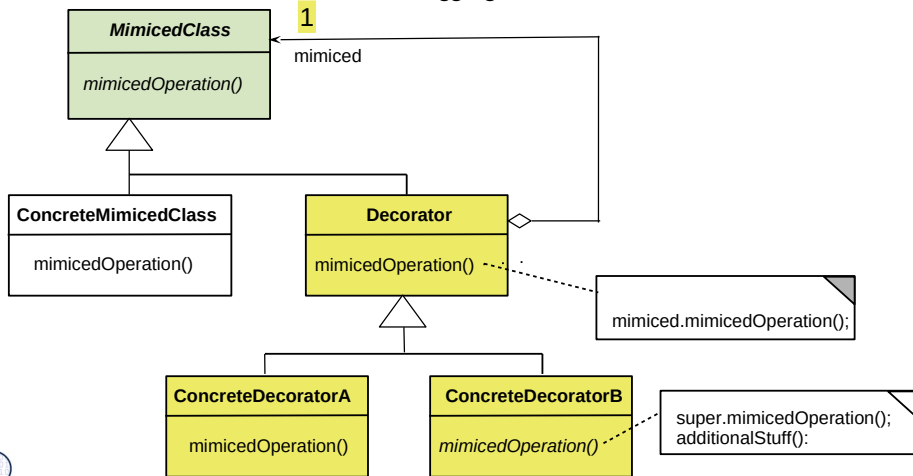 1
MimicedClass
mimiced
mimicedOperation()
ConcreteMimicedClass
Decorator
mimicedOperation()
mimicedOperation()
mimiced.mimicedOperation();
ConcreteDecoratorA
ConcreteDecoratorB
mimicedOperation()
mimicedOperation()
super.mimicedOperation();
additionalStuff():